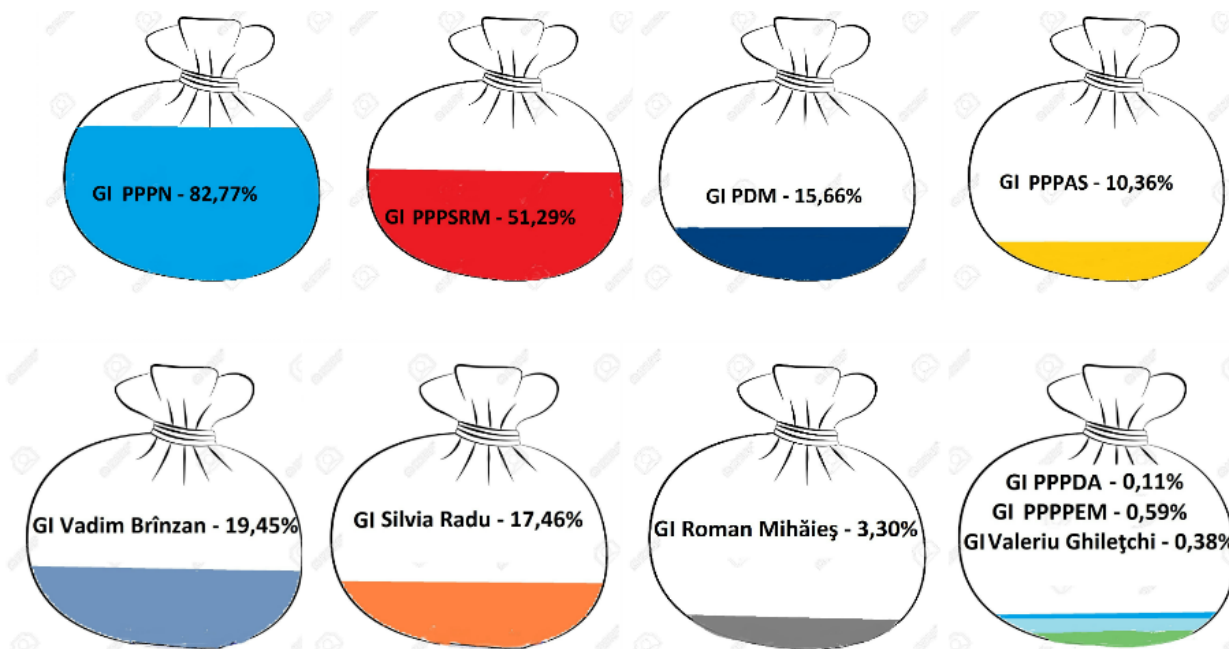 GI PPPN - 82,77%
GI PPPSRM - 51,29%
GI PDM - 15,66%
GI PPPAS - 10,36%
GI Vadim Brînzan - 19,45%
GI Silvia Radu - 17,46%
GI Roman Mihăieş - 3,30%
GI PPPDA - 0,11%
GI PPPPEM - 0,59%
GI Valeriu Ghileţchi - 0,38%